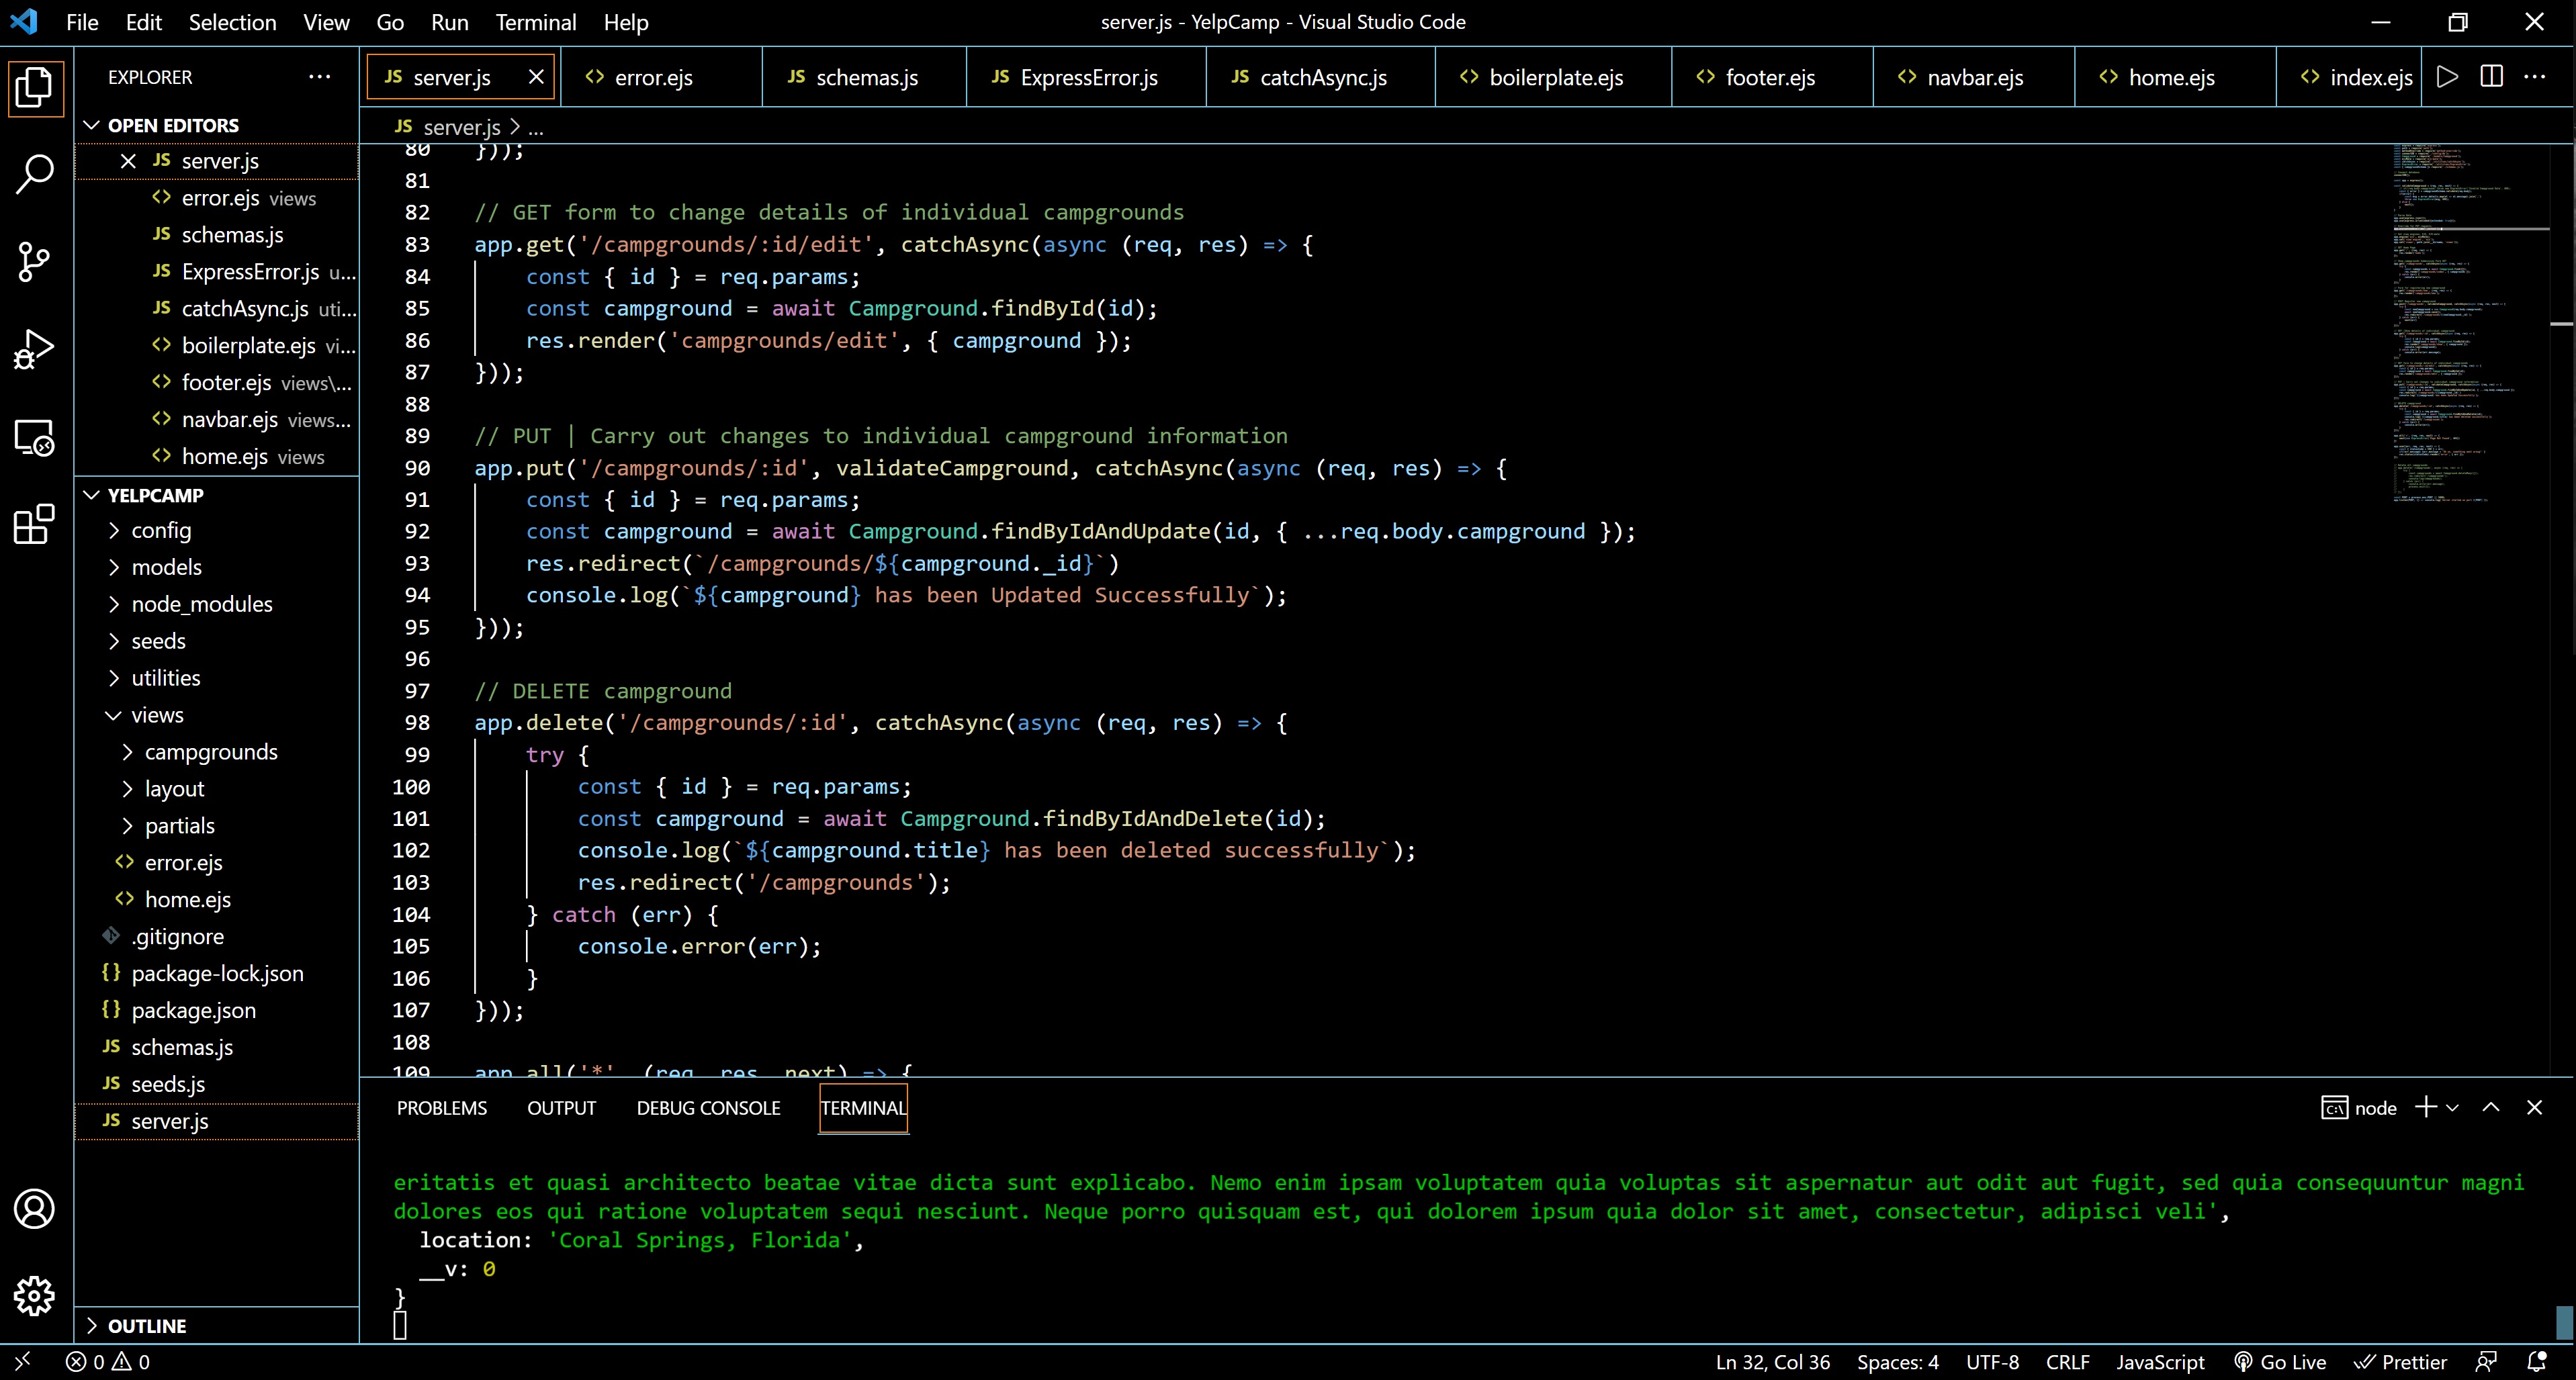 File Edit Selection View Go Run Terminal Help
server.js - YelpCamp - Visual Studio Code
EXPLORER
JS server.js
error.ejs
JS schemas.js
JS ExpressError.js
JS catchAsync.js
boilerplate.ejs
footer.ejs
navbar.ejs
home.ejs
index.ejs
OPEN EDITORS
JS server.js
error.ejs views
JS schemas.js
JS ExpressError.js u...
JS catchAsync.js uti...
boilerplate.ejs vi...
footer.ejs views\...
navbar.ejs views...
home.ejs views
YELPCAMP
config
models
node_modules
seeds
utilities
views
campgrounds
layout
partials
error.ejs
home.ejs
.gitignore
{} package-lock.json
{} package.json
JS schemas.js
JS seeds.js
JS server.js
OUTLINE
JS server.js > ...
80 }));
81
82 // GET form to change details of individual campgrounds
83 app.get('/campgrounds/:id/edit', catchAsync(async (req, res) => {
84     const { id } = req.params;
85     const campground = await Campground.findById(id);
86     res.render('campgrounds/edit', { campground });
87 }));
88
89 // PUT | Carry out changes to individual campground information
90 app.put('/campgrounds/:id', validateCampground, catchAsync(async (req, res) => {
91     const { id } = req.params;
92     const campground = await Campground.findByIdAndUpdate(id, { ...req.body.campground });
93     res.redirect(`/campgrounds/${campground._id}`)
94     console.log(`${campground} has been Updated Successfully`);
95 }));
96
97 // DELETE campground
98 app.delete('/campgrounds/:id', catchAsync(async (req, res) => {
99     try {
100         const { id } = req.params;
101         const campground = await Campground.findByIdAndDelete(id);
102         console.log(`${campground.title} has been deleted successfully`);
103         res.redirect('/campgrounds');
104     } catch (err) {
105         console.error(err);
106     }
107 }));
108
109 app.all('*', (req, res, next) => {
PROBLEMS OUTPUT DEBUG CONSOLE TERMINAL
node
eritatis et quasi architecto beatae vitae dicta sunt explicabo. Nemo enim ipsam voluptatem quia voluptas sit aspernatur aut odit aut fugit, sed quia consequuntur magni
dolores eos qui ratione voluptatem sequi nesciunt. Neque porro quisquam est, qui dolorem ipsum quia dolor sit amet, consectetur, adipisci veli',
location: 'Coral Springs, Florida',
__v: 0
}
0 0
Ln 32, Col 36 Spaces: 4 UTF-8 CRLF JavaScript Go Live Prettier